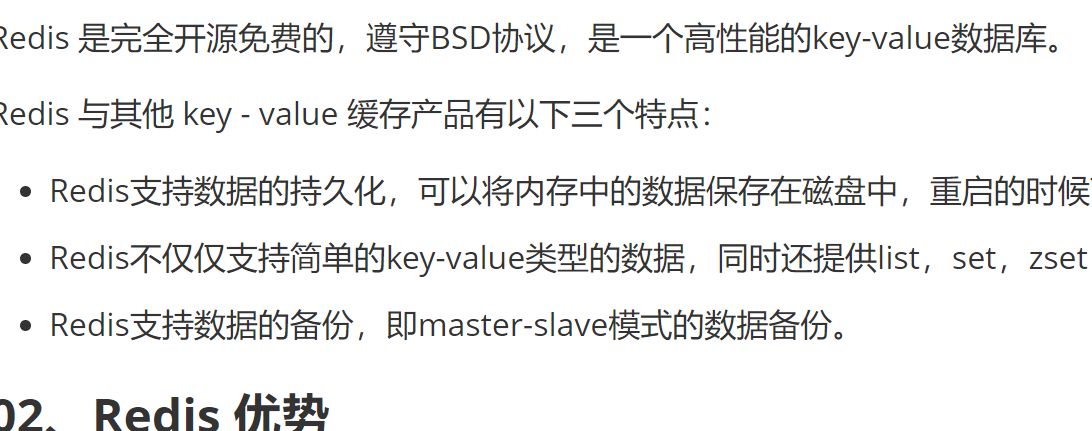 Redis 是完全开源免费的，遵守BSD协议，是一个高性能的key-value数据库。
Redis 与其他 key - value 缓存产品有以下三个特点：
Redis支持数据的持久化，可以将内存中的数据保存在磁盘中，重启的时候
Redis不仅仅支持简单的key-value类型的数据，同时还提供list，set，zset
Redis支持数据的备份，即master-slave模式的数据备份。
02、Redis 优势